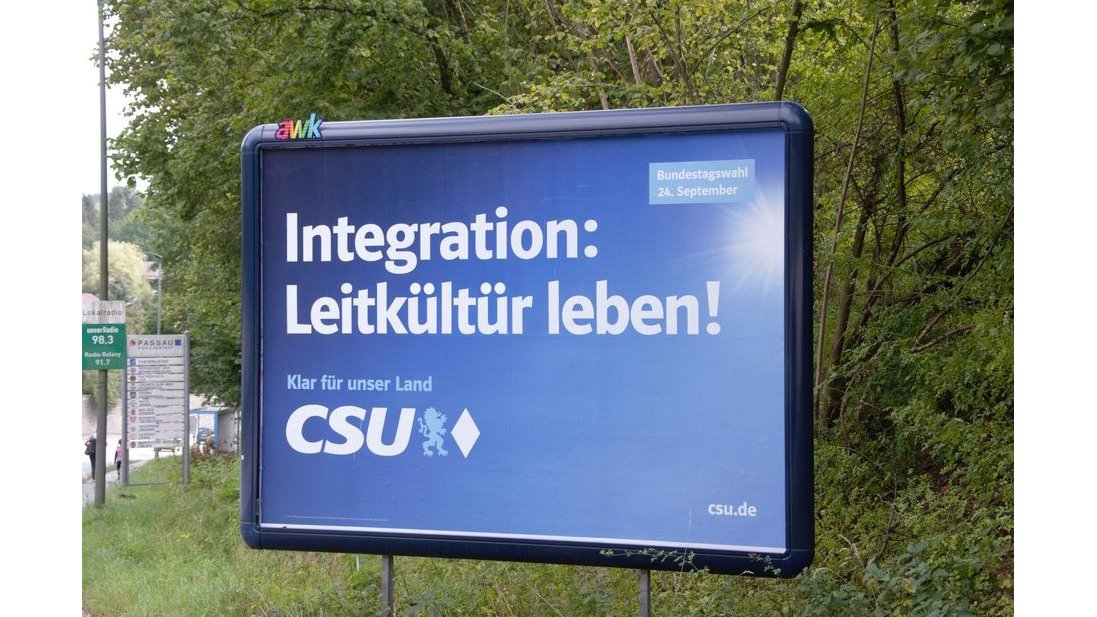 awk
Bundestagswahl
24. September
Integration:
Leitkültür leben!
Klar für unser Land
CSU
csu.de
Lokalradio
unserRadio
98.3
Radio Galaxy
91.7
PASSAU